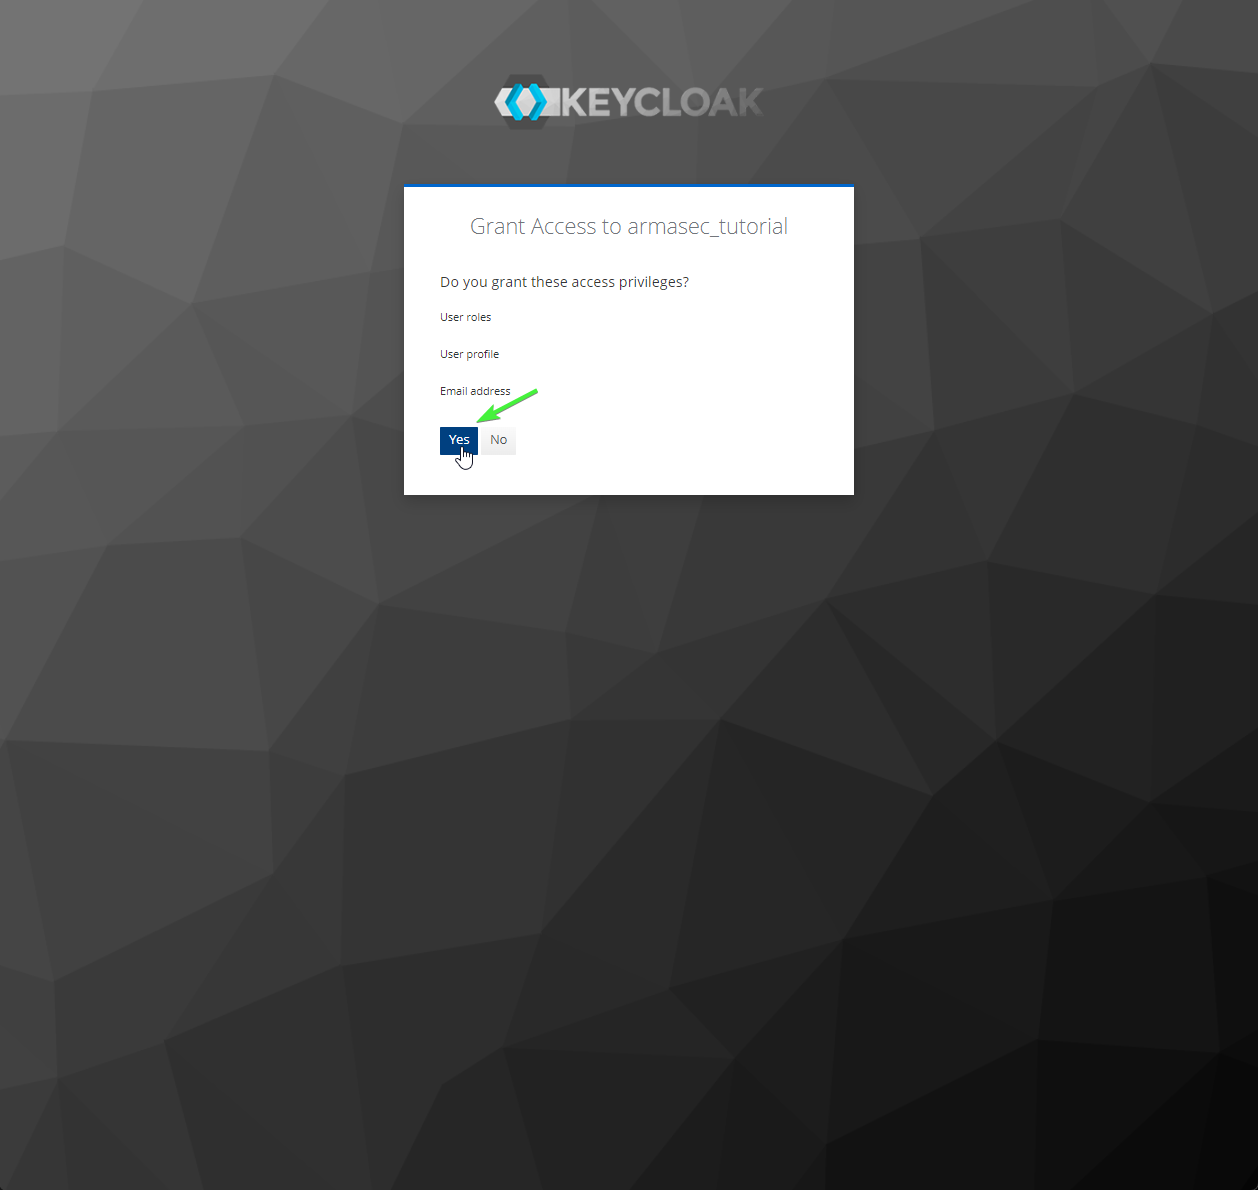 KEYCLOAK
Grant Access to armasec_tutorial
Do you grant these access privileges?
User roles
User profile
Email address
Yes No